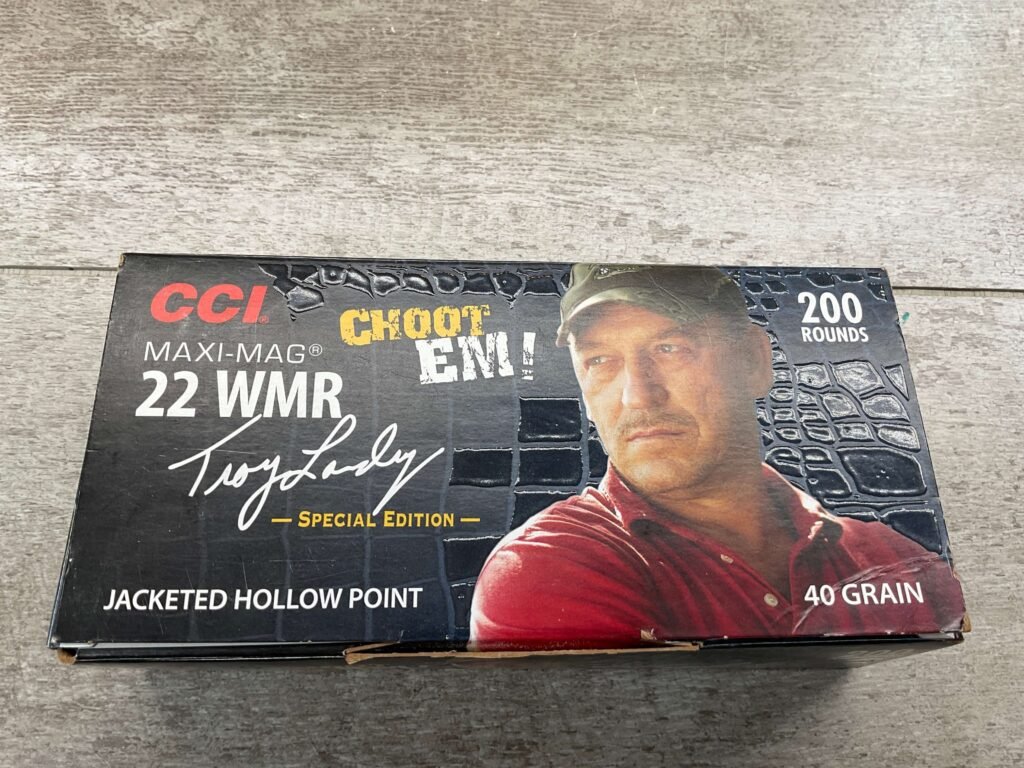 CCI®
MAXI-MAG®
22 WMR
CHOOT
EM!
200
ROUNDS
Troy Landry
SPECIAL EDITION
JACKETED HOLLOW POINT
40 GRAIN